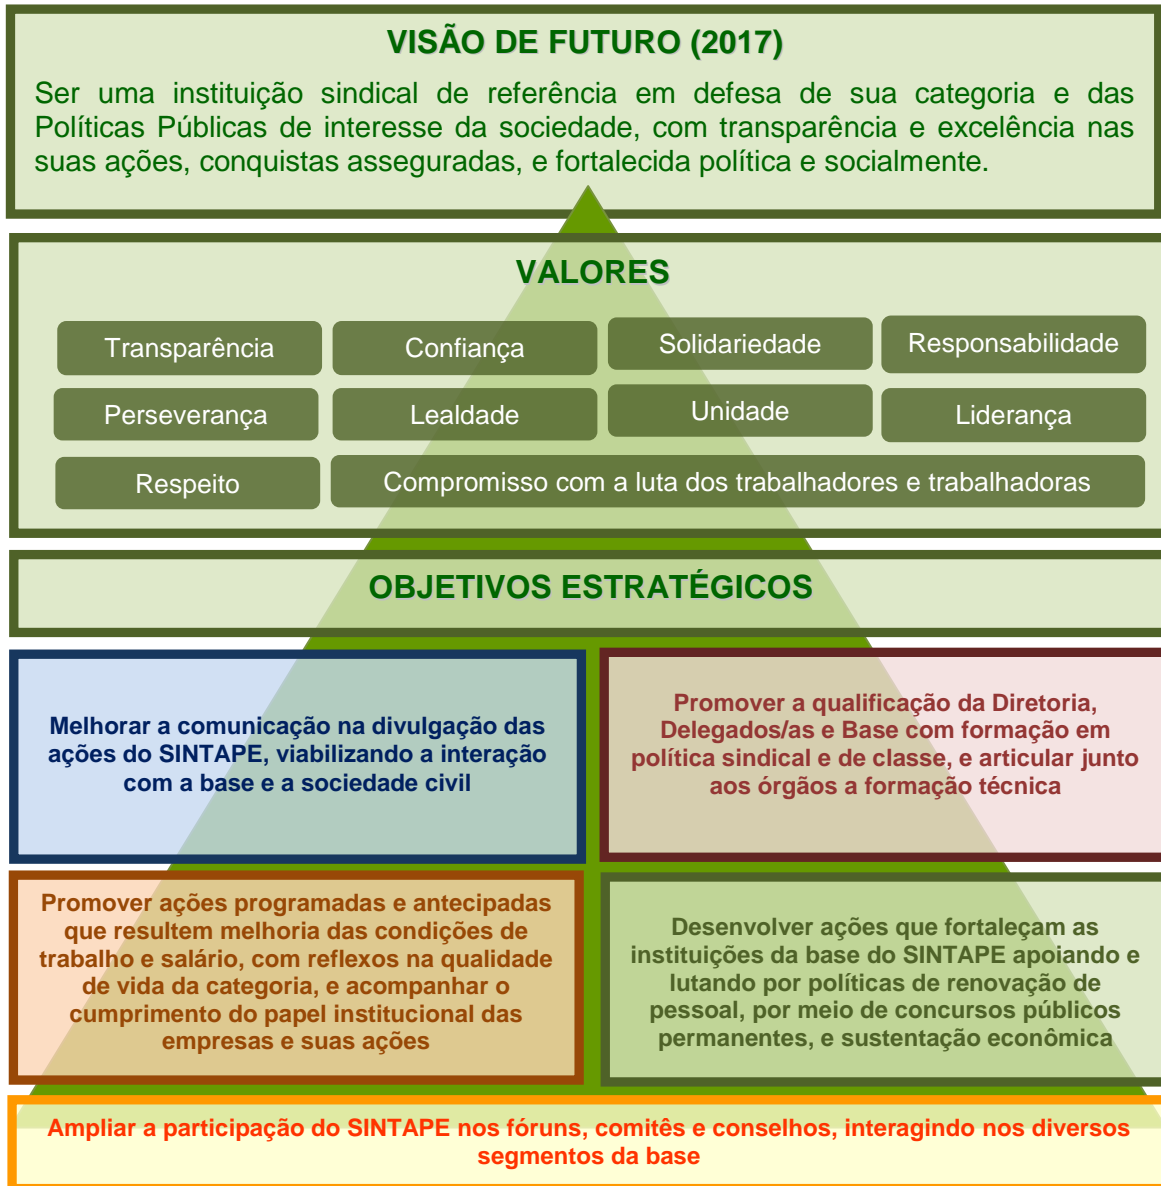 VISÃO DE FUTURO (2017)
Ser uma instituição sindical de referência em defesa de sua categoria e das
Políticas Públicas de interesse da sociedade, com transparência e excelência nas
suas ações, conquistas asseguradas, e fortalecida política e socialmente.
VALORES
Transparência
Confiança
Solidariedade
Responsabilidade
Perseverança
Lealdade
Unidade
Liderança
Respeito
Compromisso com a luta dos trabalhadores e trabalhadoras
OBJETIVOS ESTRATÉGICOS
Melhorar a comunicação na divulgação das
ações do SINTAPE, viabilizando a interação
com a base e a sociedade civil
Promover a qualificação da Diretoria,
Delegados/as e Base com formação em
política sindical e de classe, e articular junto
aos órgãos a formação técnica
Promover ações programadas e antecipadas
que resultem melhoria das condições de
trabalho e salário, com reflexos na qualidade
de vida da categoria, e acompanhar o
cumprimento do papel institucional das
empresas e suas ações
Desenvolver ações que fortaleçam as
instituições da base do SINTAPE apoiando e
lutando por políticas de renovação de
pessoal, por meio de concursos públicos
permanentes, e sustentação econômica
Ampliar a participação do SINTAPE nos fóruns, comitês e conselhos, interagindo nos diversos
segmentos da base